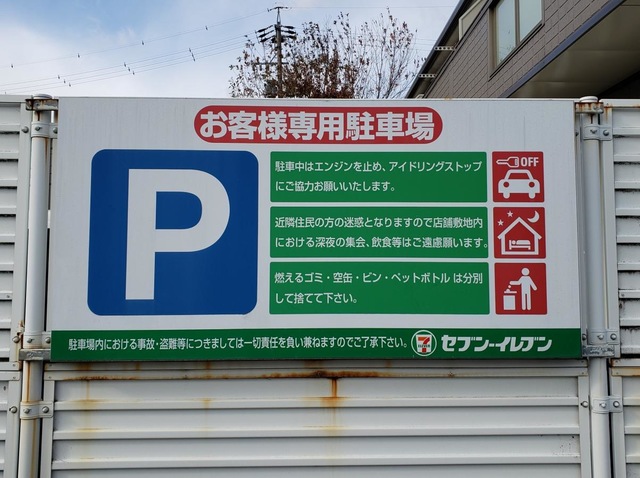 お客様専用駐車場
P
駐車中はエンジンを止め、アイドリングストップ
にご協力お願いいたします。
OFF
近隣住民の方の迷惑となりますので店舗敷地内
における深夜の集会、飲食等はご遠慮願います。
燃えるゴミ・空缶・ビン・ペットボトル は分別
して捨てて下さい。
駐車場内における事故・盗難等につきましては一切責任を負い兼ねますのでご了承下さい。
7 ELEVEN
セブン-イレブン